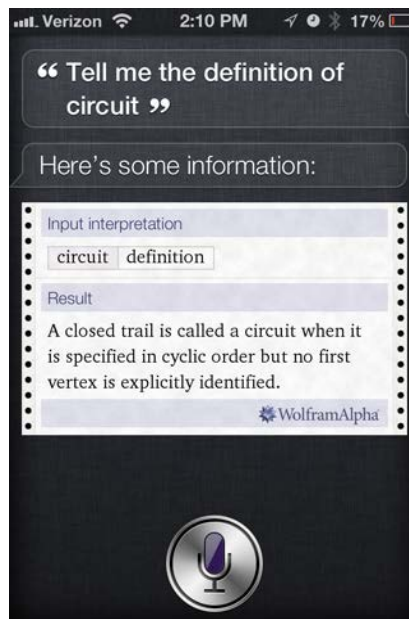 Verizon 2:10 PM 17%
“ Tell me the definition of
circuit ”
Here’s some information:
Input interpretation
circuit definition
Result
A closed trail is called a circuit when it
is specified in cyclic order but no first
vertex is explicitly identified.
WolframAlpha